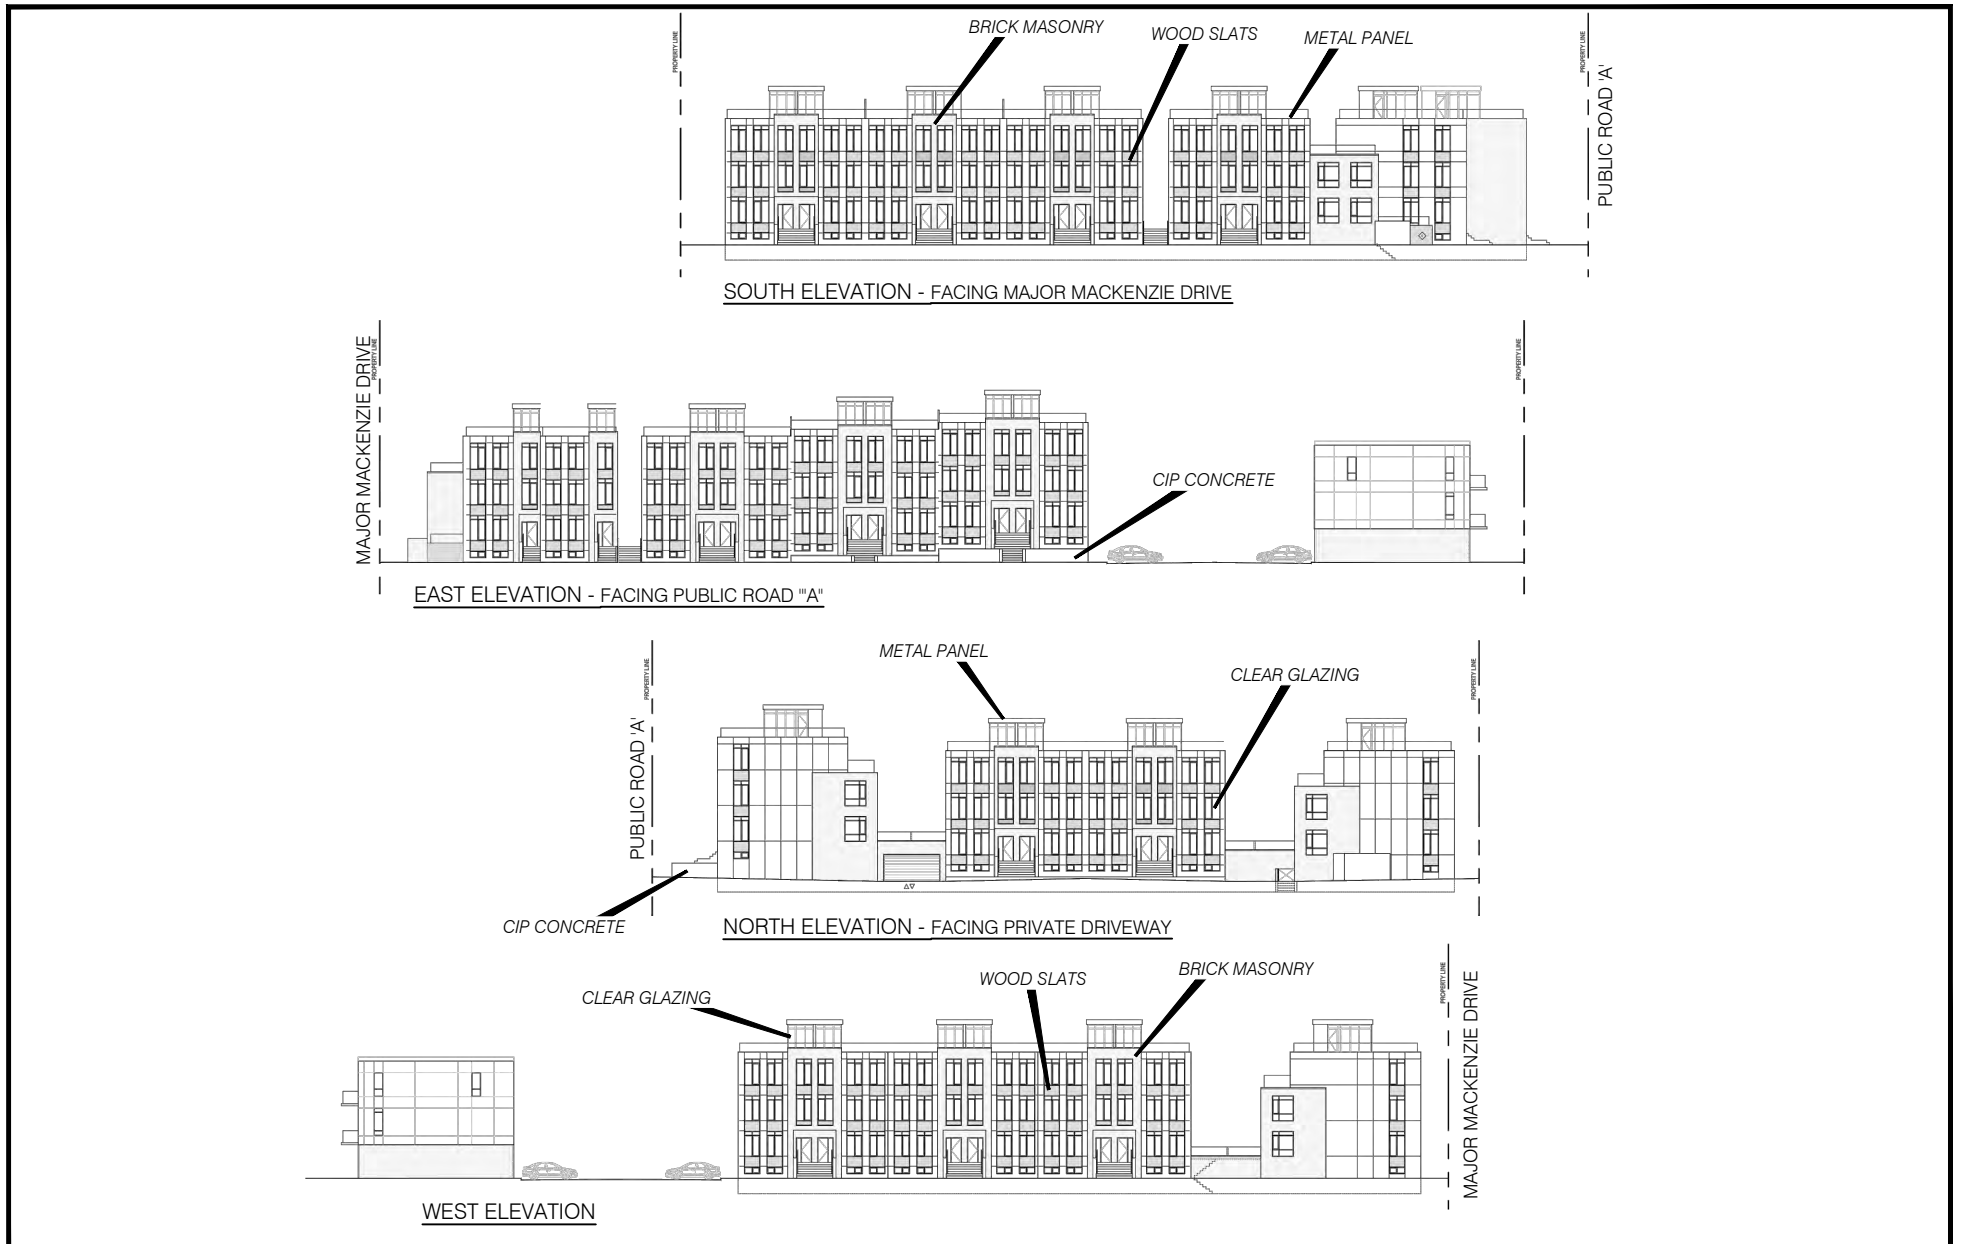 BRICK MASONRY
WOOD SLATS
METAL PANEL
PROPERTY LINE
PROPERTY LINE
PUBLIC ROAD 'A'
SOUTH ELEVATION - FACING MAJOR MACKENZIE DRIVE
MAJOR MACKENZIE DRIVE
PROPERTY LINE
PROPERTY LINE
CIP CONCRETE
EAST ELEVATION - FACING PUBLIC ROAD "'A"
METAL PANEL
CLEAR GLAZING
PROPERTY LINE
PROPERTY LINE
PUBLIC ROAD 'A'
CIP CONCRETE
NORTH ELEVATION - FACING PRIVATE DRIVEWAY
CLEAR GLAZING
WOOD SLATS
BRICK MASONRY
PROPERTY LINE
MAJOR MACKENZIE DRIVE
WEST ELEVATION